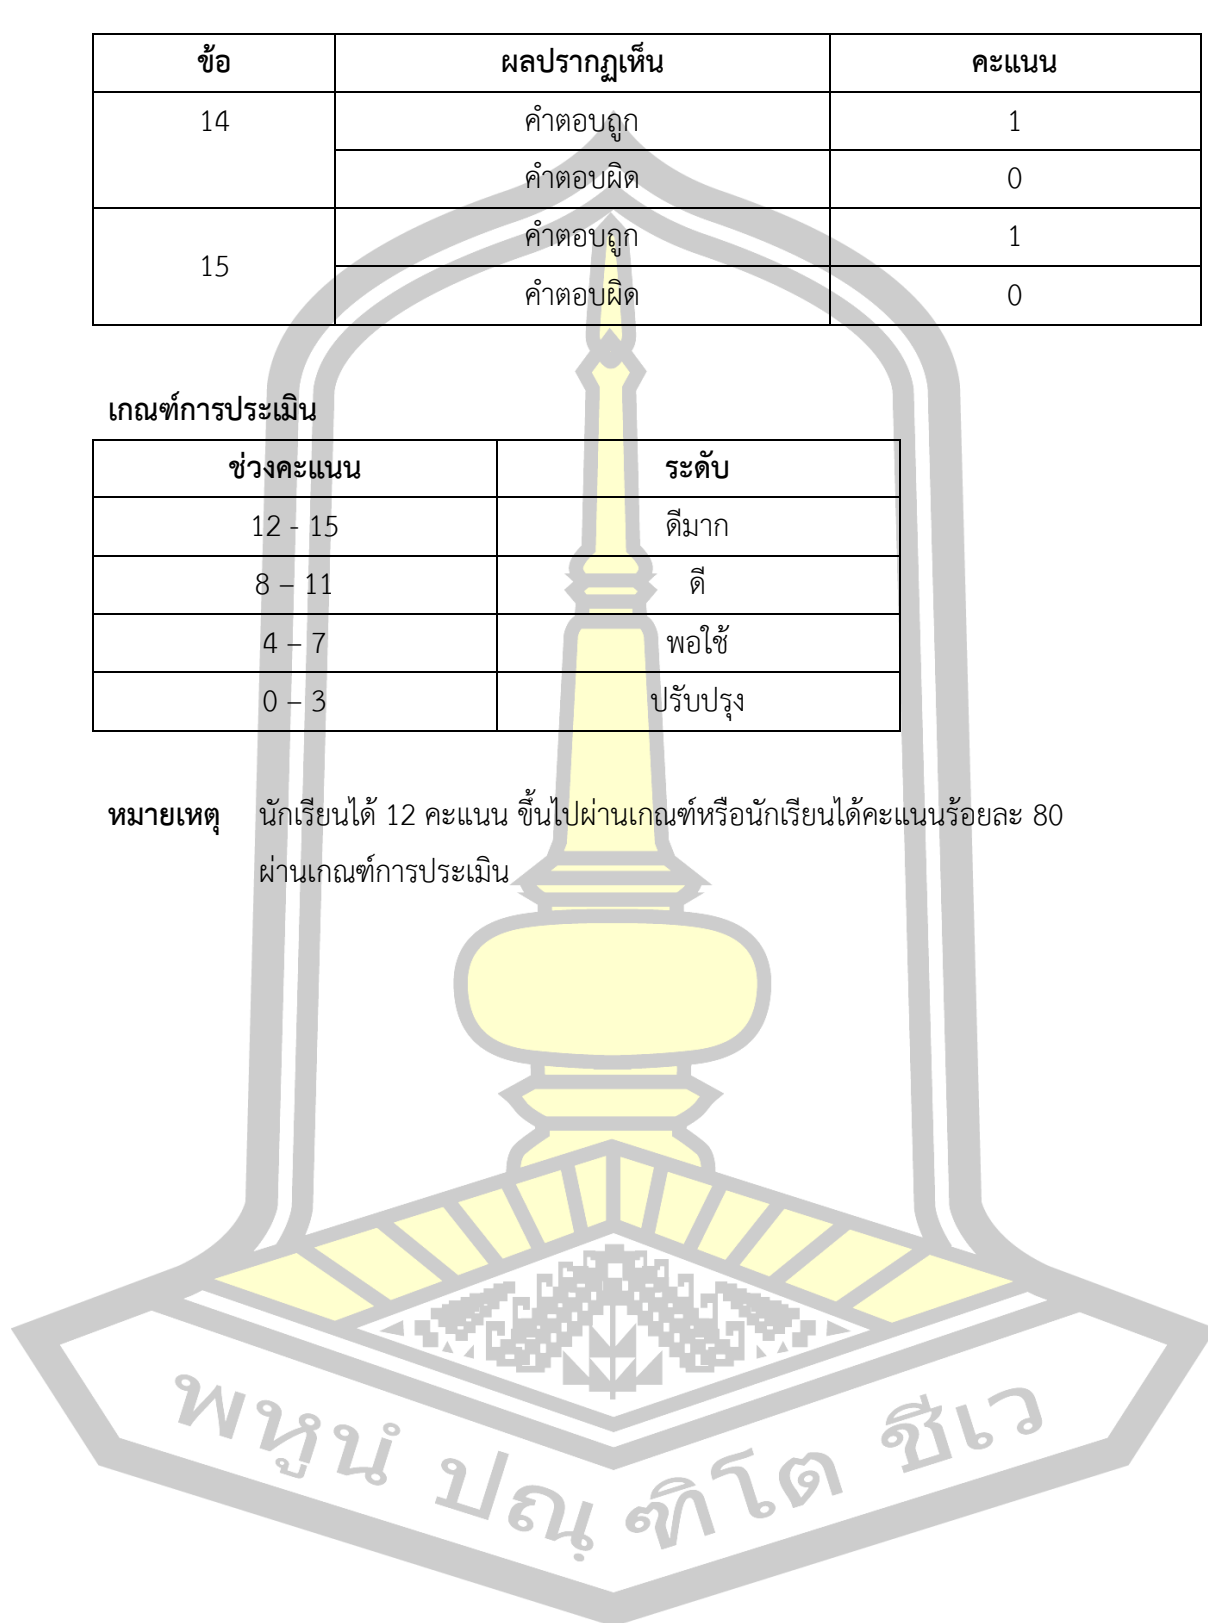 ข้อ ผลปรากฏเห็น คะแนน
14 คำตอบถูก 1
คำตอบผิด 0
15 คำตอบถูก 1
คำตอบผิด 0
เกณฑ์การประเมิน
ช่วงคะแนน ระดับ
12 - 15 ดีมาก
8 – 11 ดี
4 – 7 พอใช้
0 – 3 ปรับปรุง
หมายเหตุ นักเรียนได้ 12 คะแนน ขึ้นไปผ่านเกณฑ์หรือนักเรียนได้คะแนนร้อยละ 80
ผ่านเกณฑ์การประเมิน
พหูนํ ปณฺ ฑิโต ชีเว